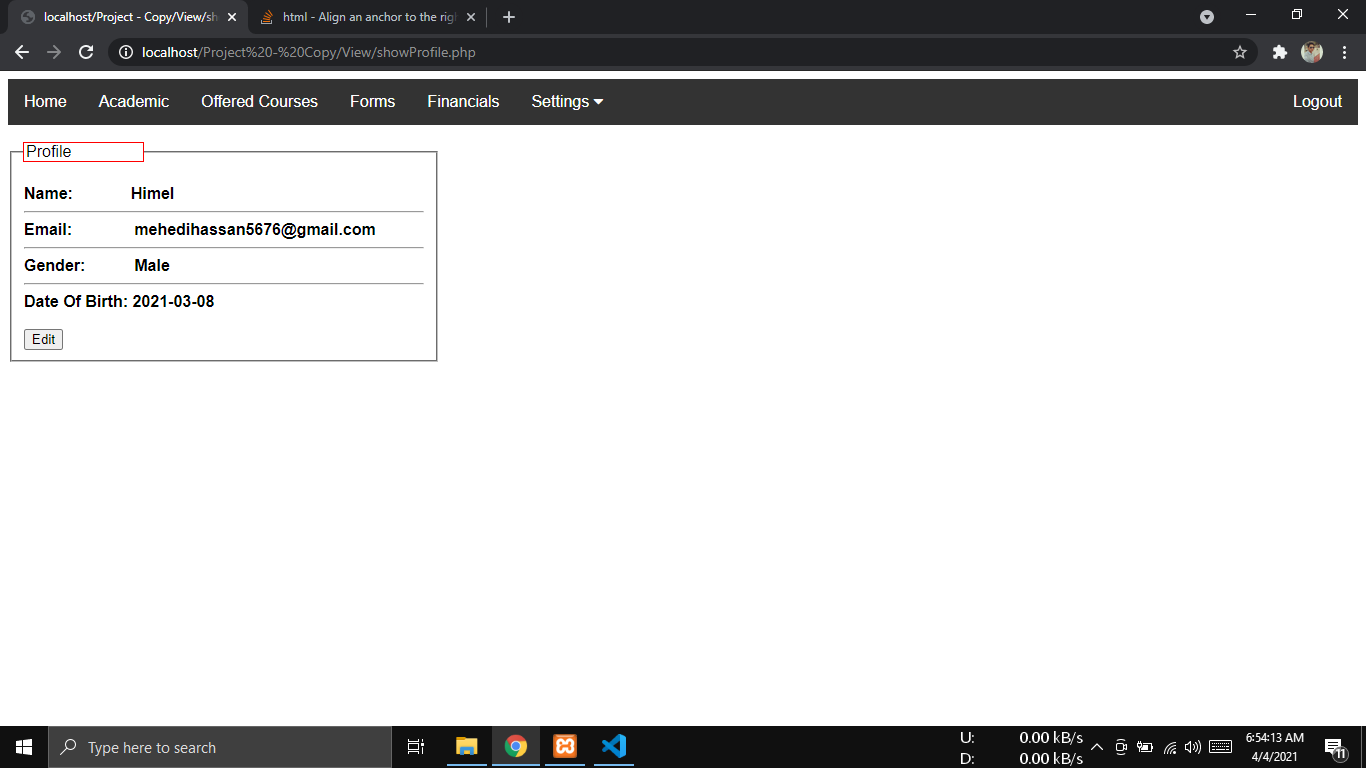 localhost/Project - Copy/View/sh
html - Align an anchor to the rig
localhost/Project%20-%20Copy/View/showProfile.php
Home Academic Offered Courses Forms Financials Settings Logout
Profile
Name: Himel
Email: mehedihassan5676@gmail.com
Gender: Male
Date Of Birth: 2021-03-08
Edit
Type here to search
U: 0.00 kB/s
D: 0.00 kB/s
6:54:13 AM
4/4/2021
11